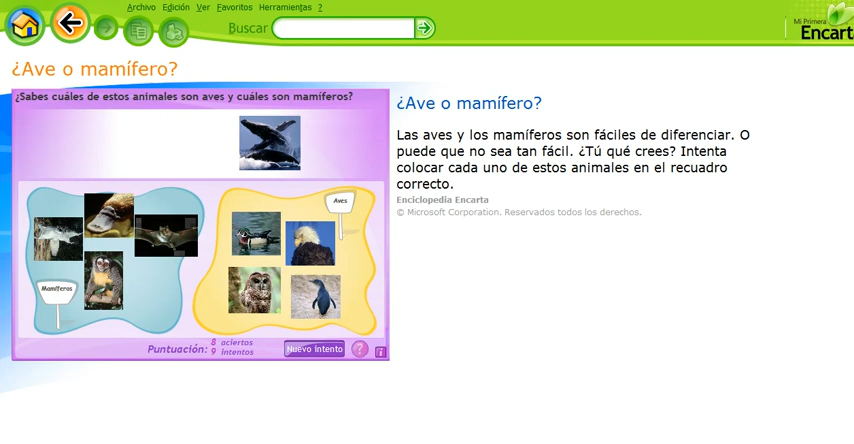 Archivo Edición Ver Favoritos Herramientas ?
Buscar
Mi Primera
Encart
¿Ave o mamífero?
¿Sabes cuáles de estos animales son aves y cuáles son mamíferos?
Aves
Mamíferos
Puntuación: 8 aciertos
9 intentos
Nuevo intento
?
i
¿Ave o mamífero?
Las aves y los mamíferos son fáciles de diferenciar. O
puede que no sea tan fácil. ¿Tú qué crees? Intenta
colocar cada uno de estos animales en el recuadro
correcto.
Enciclopedia Encarta
© Microsoft Corporation. Reservados todos los derechos.